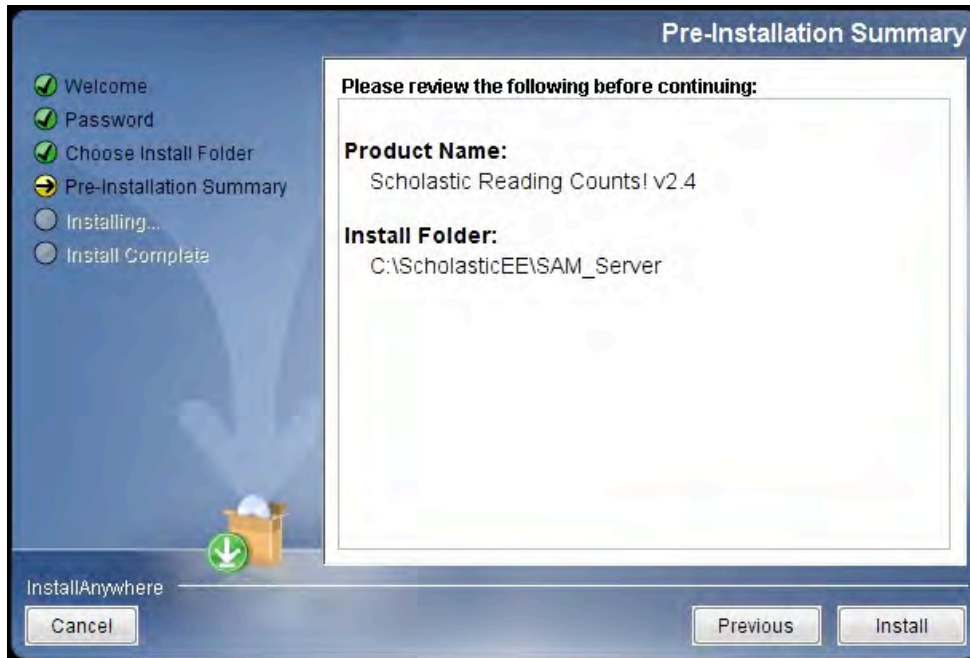 Pre-Installation Summary
Welcome
Password
Choose Install Folder
Pre-Installation Summary
Installing...
Install Complete
Please review the following before continuing:
Product Name:
Scholastic Reading Counts! v2.4
Install Folder:
C:\ScholasticEE\SAM_Server
InstallAnywhere
Cancel
Previous
Install